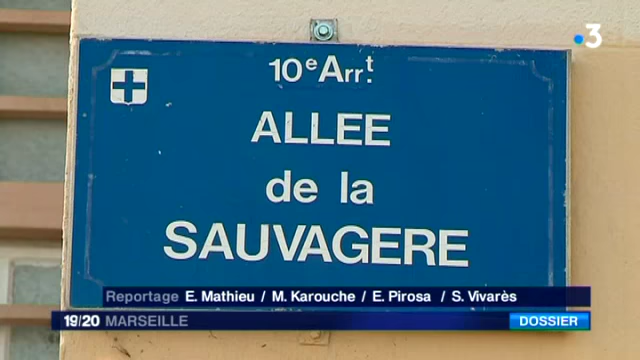 .3
10e Arrt.
ALLEE
de la
SAUVAGERE
Reportage E. Mathieu / M. Karouche / E. Pirosa / S. Vivarès
19/20 MARSEILLE DOSSIER